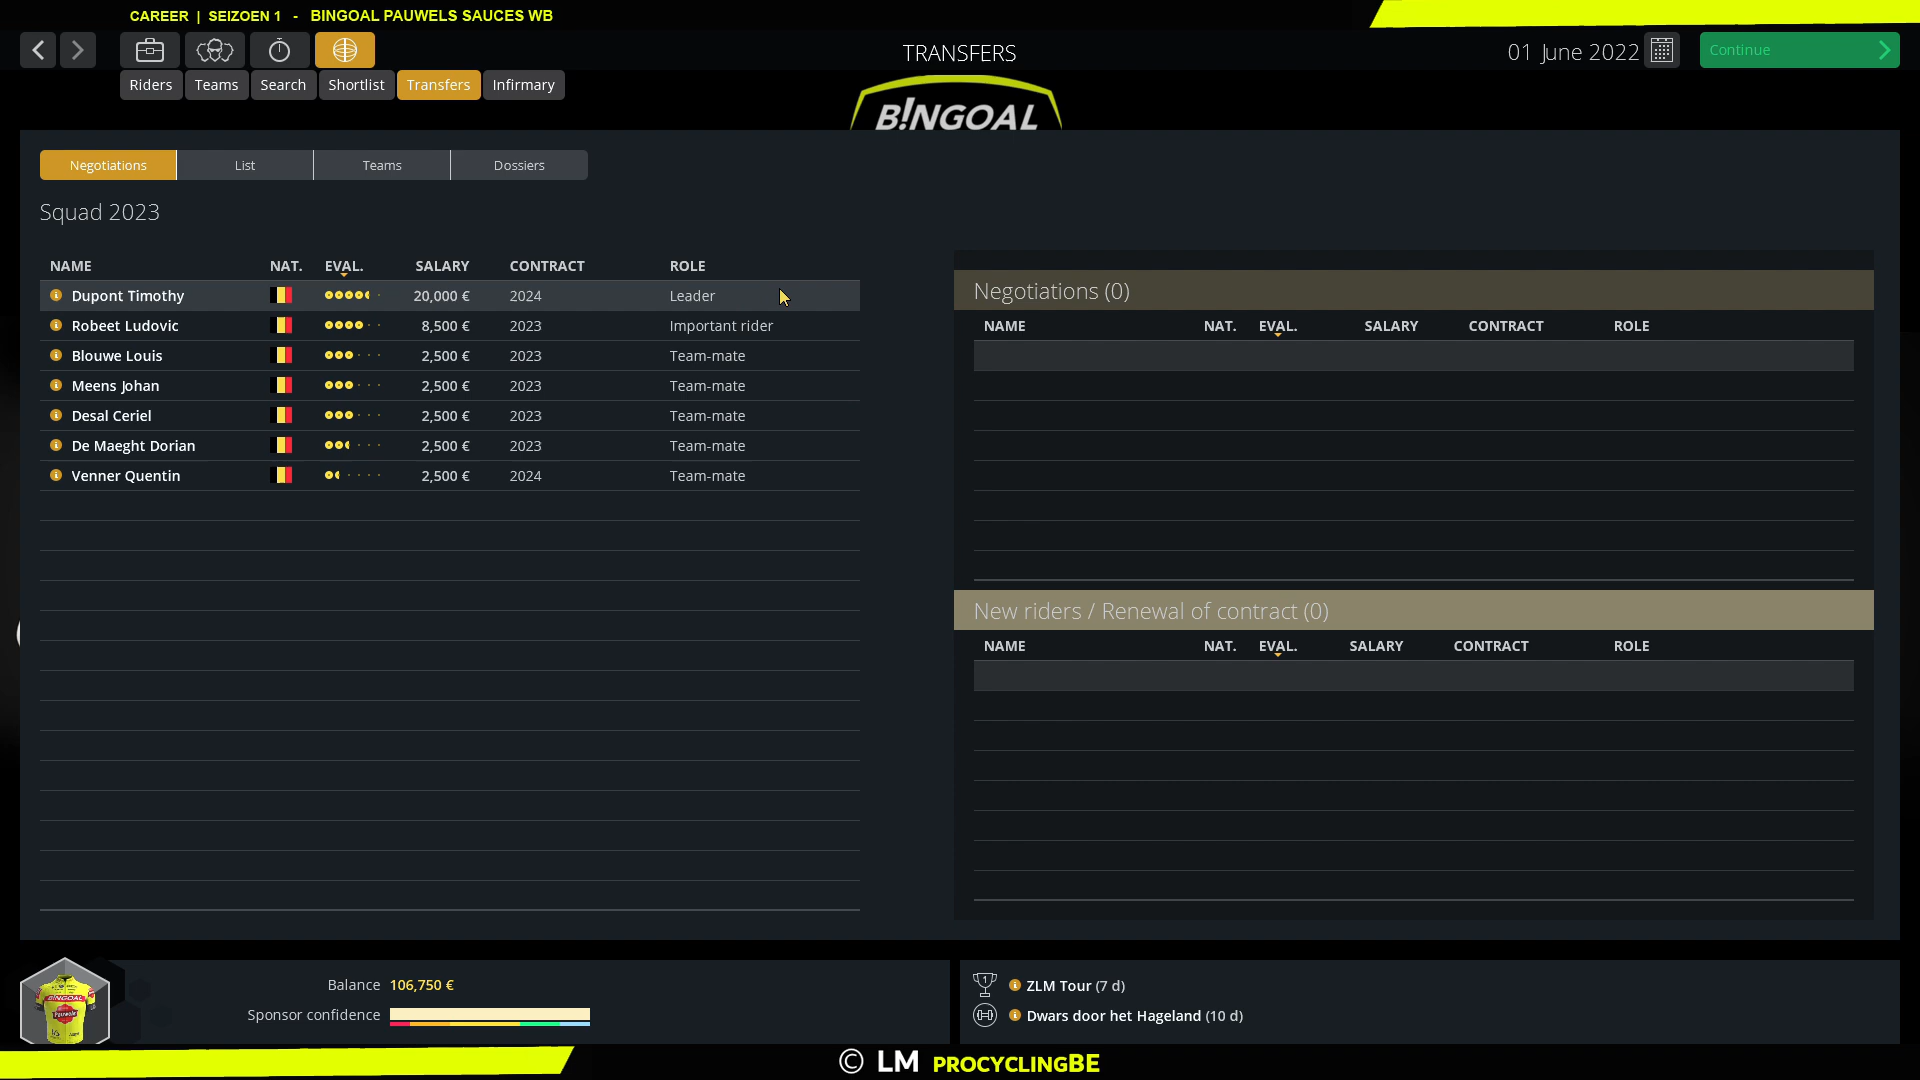 CAREER | SEIZOEN 1 - BINGOAL PAUWELS SAUCES WB
TRANSFERS
01 June 2022
Continue
Riders
Teams
Search
Shortlist
Transfers
Infirmary
B!NGOAL
Negotiations
List
Teams
Dossiers
Squad 2023
NAME NAT. EVAL. SALARY CONTRACT ROLE
Dupont Timothy 20,000 € 2024 Leader
Robeet Ludovic 8,500 € 2023 Important rider
Blouwe Louis 2,500 € 2023 Team-mate
Meens Johan 2,500 € 2023 Team-mate
Desal Ceriel 2,500 € 2023 Team-mate
De Maeght Dorian 2,500 € 2023 Team-mate
Venner Quentin 2,500 € 2024 Team-mate
Negotiations (0)
NAME NAT. EVAL. SALARY CONTRACT ROLE
New riders / Renewal of contract (0)
NAME NAT. EVAL. SALARY CONTRACT ROLE
Balance 106,750 €
Sponsor confidence
B!NGOAL
ZLM Tour (7 d)
Dwars door het Hageland (10 d)
© LM PROCYCLINGBE